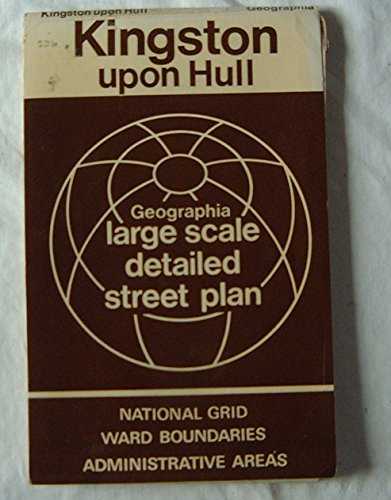 Kingston upon Hull Geographia
Kingston
upon Hull
Geographia
large scale
detailed
street plan
NATIONAL GRID
WARD BOUNDARIES
ADMINISTRATIVE AREAS